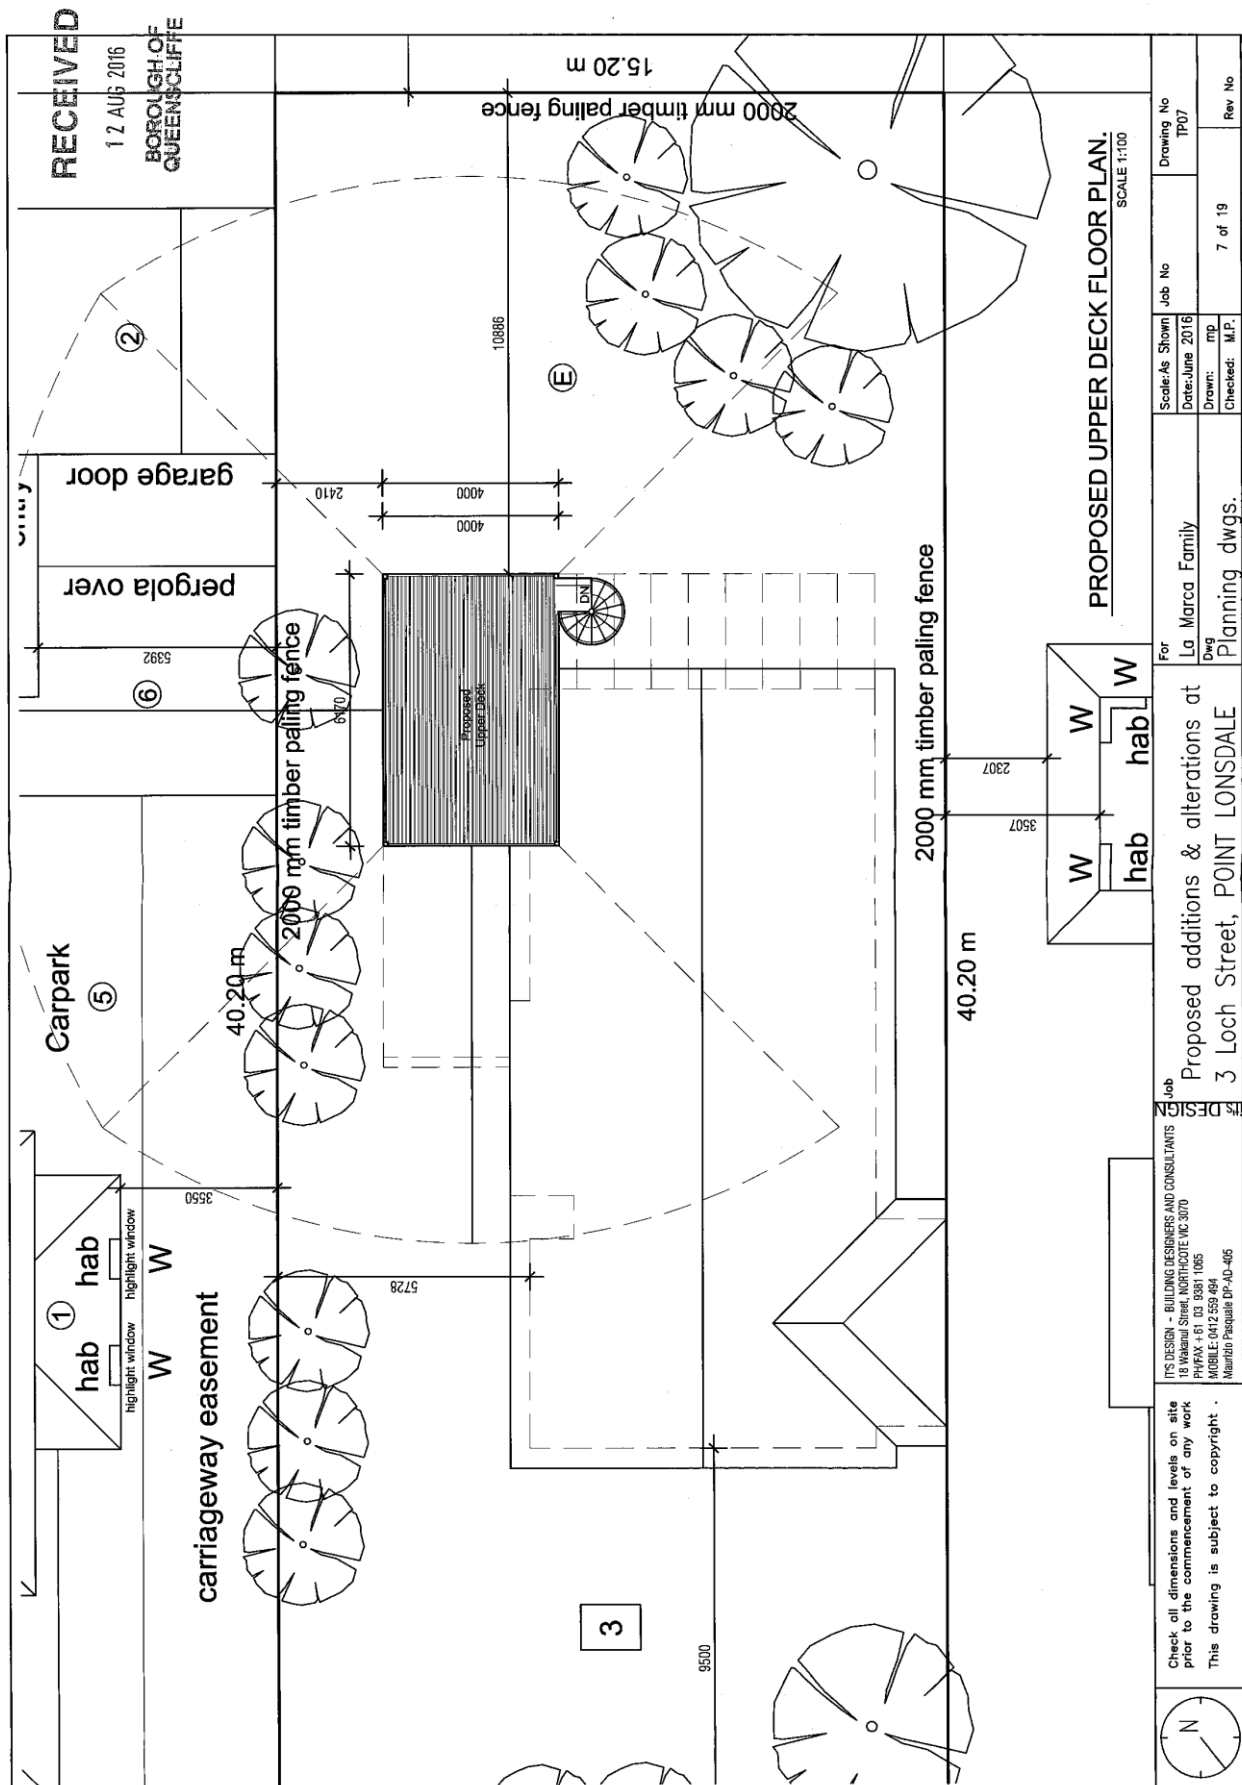 RECEIVED
12 AUG 2016
BOROUGH OF
QUEENSCLIFFE
15.20 m
2000 mm timber paling fence
2
10886
E
garage door
2410
4000
4000
pergola over
5392
6
2000 mm timber paling fence
6170
Proposed
Upper Deck
DN
2000 mm timber paling fence
2307
3507
W
W
hab
W
hab
Carpark
5
40.20 m
40.20 m
3550
1
hab
hab
highlight window
highlight window
W
W
5728
carriageway easement
3
9500
PROPOSED UPPER DECK FLOOR PLAN.
SCALE 1:100
N
Check all dimensions and levels on site
prior to the commencement of any work
This drawing is subject to copyright .
IT'S DESIGN - BUILDING DESIGNERS AND CONSULTANTS
18 Wakanui Street, NORTHCOTE VIC 3070
PH/FAX + 61 03 9381 1065
MOBILE: 0412 559 494
Maurizio Pasquale DP-AD-405
it's DESIGN
Job
Proposed additions & alterations at
3 Loch Street, POINT LONSDALE
For
La Marca Family
Dwg
Planning dwgs.
Scale: As Shown
Date: June 2016
Drawn: mp
Checked: M.P.
Job No
7 of 19
Drawing No
TP07
Rev No